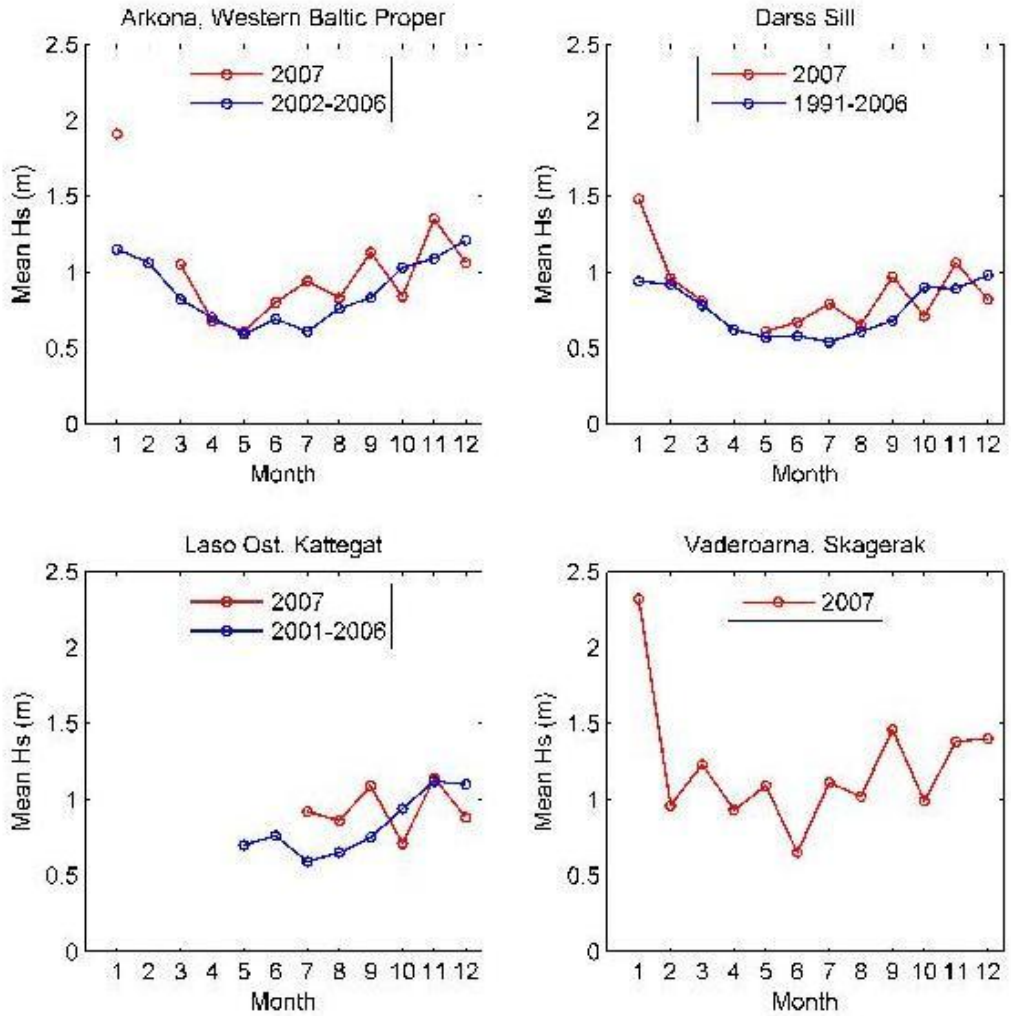 Arkona, Western Baltic Proper
2.5
2
1.5
1
0.5
0
Mean Hs (m)
2007
2002-2006
1 2 3 4 5 6 7 8 9 10 11 12
Month
Darss Sill
2.5
2
1.5
1
0.5
0
Mean Hs (m)
2007
1991-2006
1 2 3 4 5 6 7 8 9 10 11 12
Month
Laso Ost. Kattegat
2.5
2
1.5
1
0.5
0
Mean Hs (m)
2007
2001-2006
1 2 3 4 5 6 7 8 9 10 11 12
Month
Vaderoarna. Skagerak
2.5
2
1.5
1
0.5
0
Mean Hs (m)
2007
1 2 3 4 5 6 7 8 9 10 11 12
Month